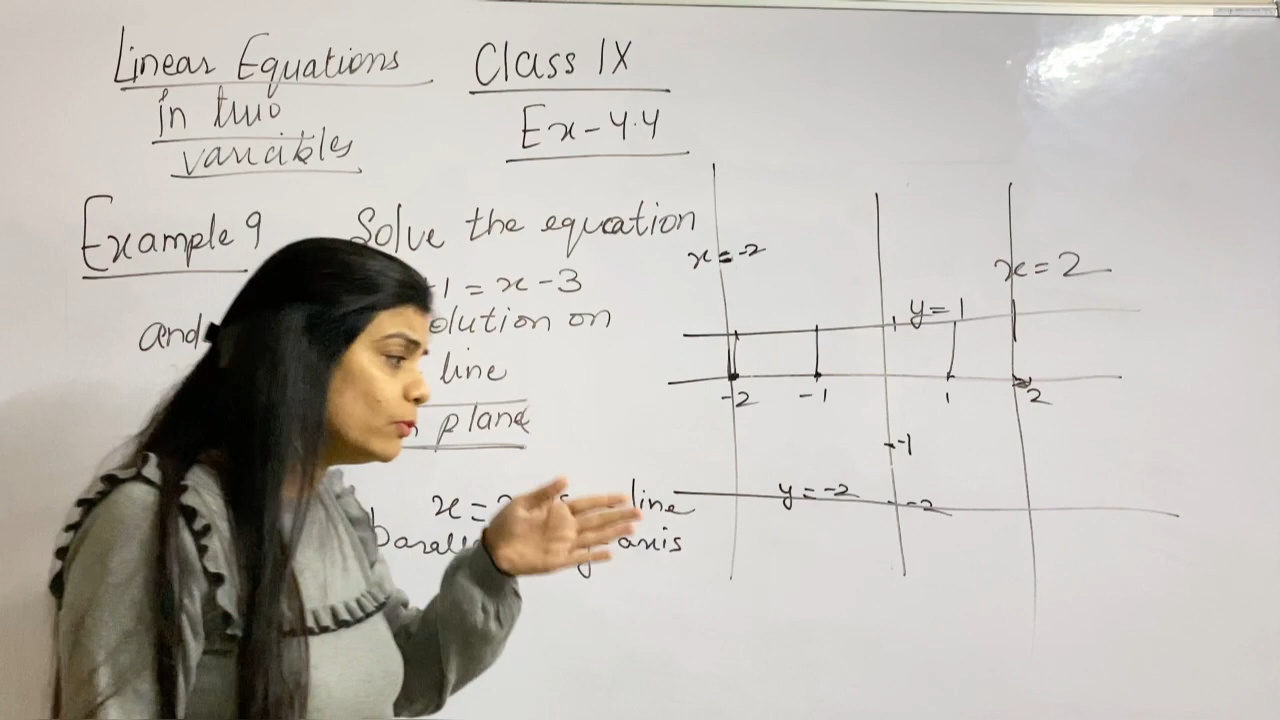 Linear Equations
in two
variables
Class IX
Ex-4.4
Example 9
Solve the equation
+1 = x-3
and
olution on
line
plane
x=
line
Paralle
axis
x=-2
x=2
y=1
-2
-1
1
2
-1
y=-2
-2